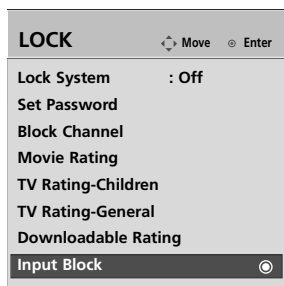 LOCK Move Enter
Lock System : Off
Set Password
Block Channel
Movie Rating
TV Rating-Children
TV Rating-General
Downloadable Rating
Input Block